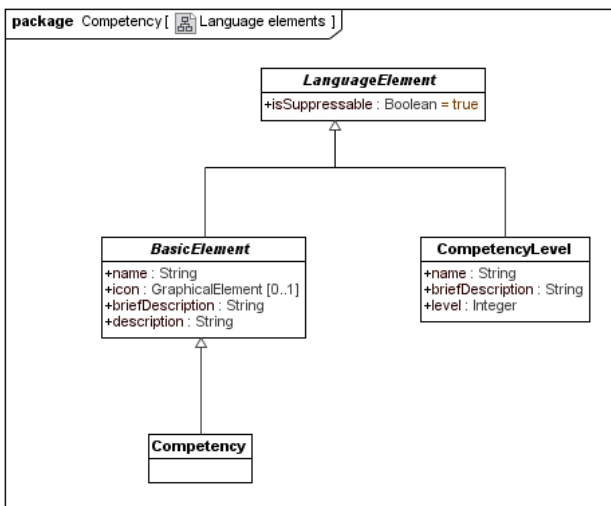 package Competency [ Language elements ]
LanguageElement
+isSuppressable : Boolean = true
BasicElement
+name : String
+icon : GraphicalElement [0..1]
+briefDescription : String
+description : String
CompetencyLevel
+name : String
+briefDescription : String
+level : Integer
Competency